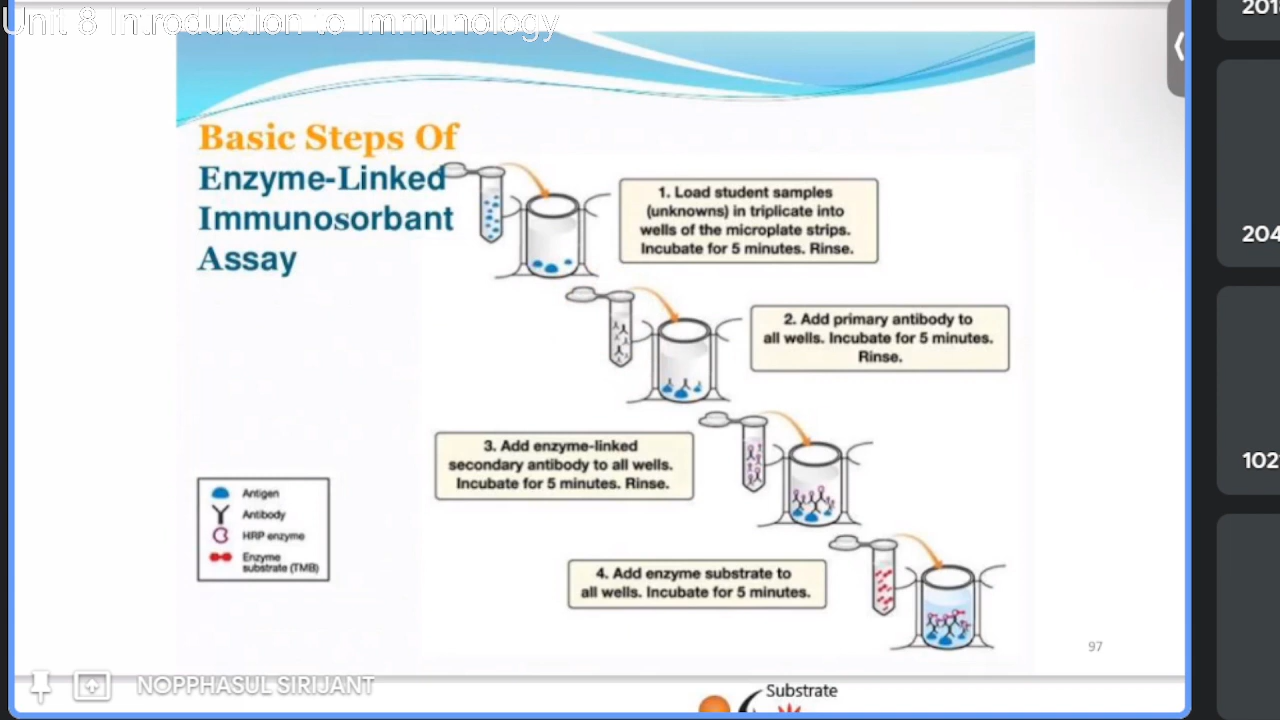 Unit 8 Introduction to Immunology
Basic Steps Of
Enzyme-Linked
Immunosorbant
Assay
1. Load student samples
(unknowns) in triplicate into
wells of the microplate strips.
Incubate for 5 minutes. Rinse.
2. Add primary antibody to
all wells. Incubate for 5 minutes.
Rinse.
3. Add enzyme-linked
secondary antibody to all wells.
Incubate for 5 minutes. Rinse.
4. Add enzyme substrate to
all wells. Incubate for 5 minutes.
Antigen
Antibody
HRP enzyme
Enzyme
substrate (TMB)
97
NOPPHASUL SIRIJANT
Substrate
201
204
102